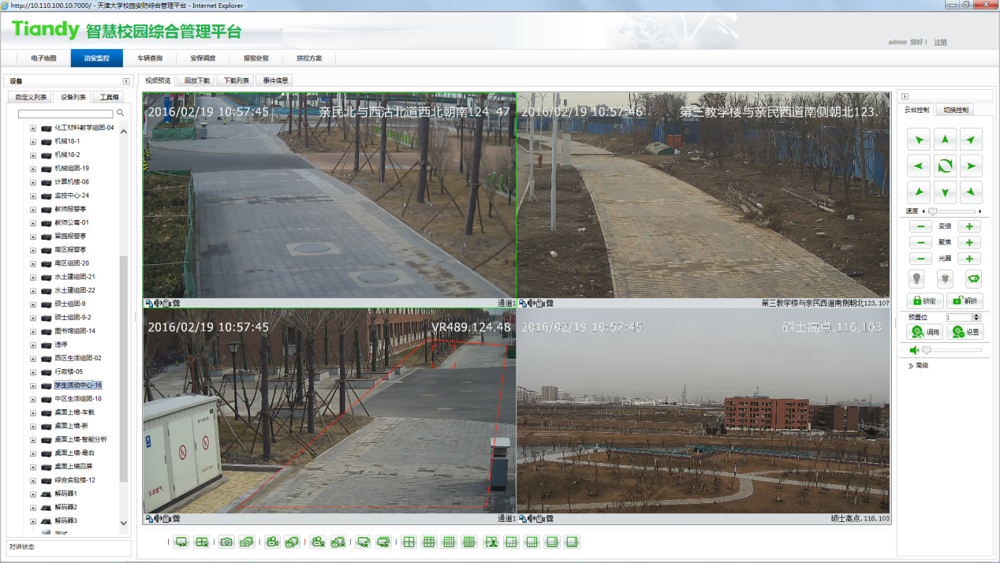 http://10.110.100.10:7000/ - 天津大学校园安防综合管理平台 - Internet Explorer
Tiandy 智慧校园综合管理平台
admin 您好！ 注销
电子地图 治安监控 车辆查询 安保调度 报警处警 拼控方案
设备
视频预览 回放下载 下载列表 事件信息
自定义列表 设备列表 工具箱
化工材料教学组团-04
机械18-1
机械18-2
机械组团-19
计算机楼-08
监控中心-24
教师报警亭
教师公寓-01
留园报警亭
南区报警亭
南区组团-20
水土建组团-21
水土建组团-22
硕士组团-9
硕士组团-9-2
图书馆组团-14
违停
西区生活组团-02
行政楼-05
学生活动中心-16
中区生活组团-10
桌面上墙-车载
桌面上墙-新
桌面上墙-智能分析
桌面上墙-最右
桌面上墙四屏
综合实验楼-12
解码器1
解码器2
解码器3
测试
对讲状态
2016/02/19 10:57:45 亲民北与西沽北道西北朝南124 47
通道1
2016/02/19 10:57:46 第三教学楼与亲民西道南侧朝北123.
第三教学楼与亲民西道南侧朝北123.107
2016/02/19 10:57:45 VR489.124.48
天津燃气
通道1
2016/02/19 10:57:45 硕士高点.116.103
硕士高点.116.103
云台控制 切换控制
速度
变倍
聚焦
光圈
锁定 解锁
预置位 1
调用 设置
高级